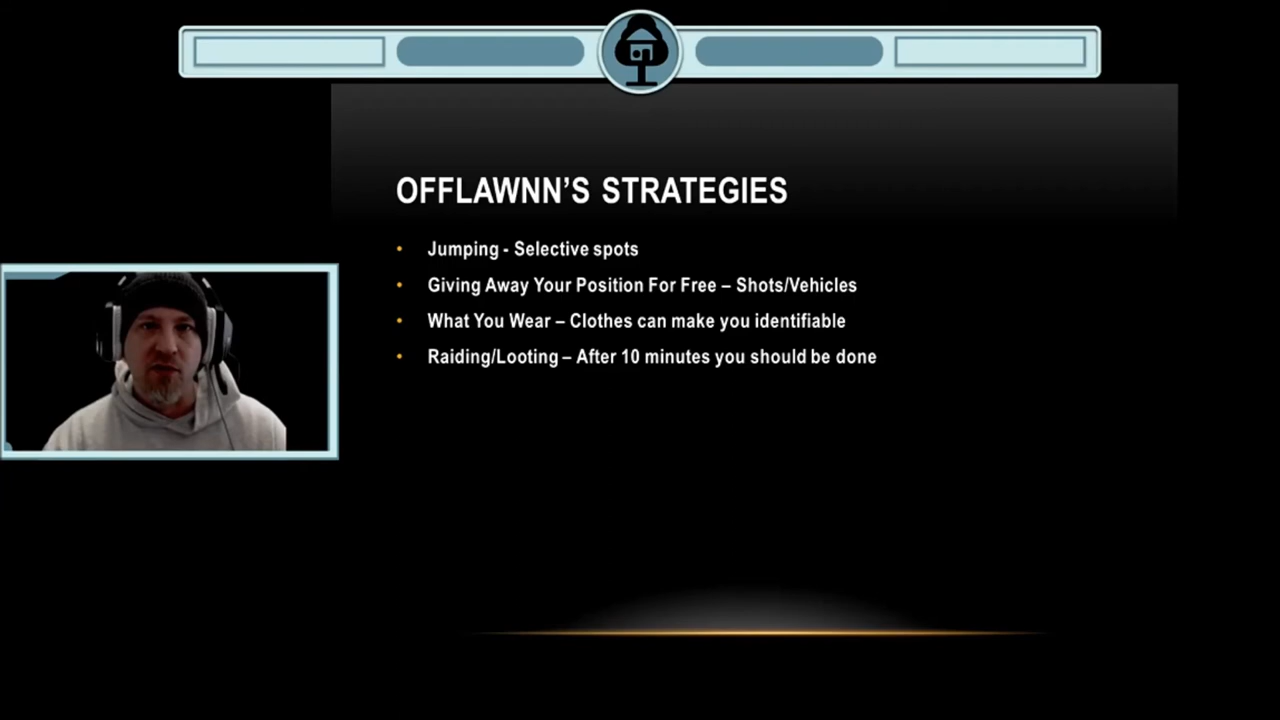 OFFLAWNN’S STRATEGIES
• Jumping - Selective spots
• Giving Away Your Position For Free – Shots/Vehicles
• What You Wear – Clothes can make you identifiable
• Raiding/Looting – After 10 minutes you should be done